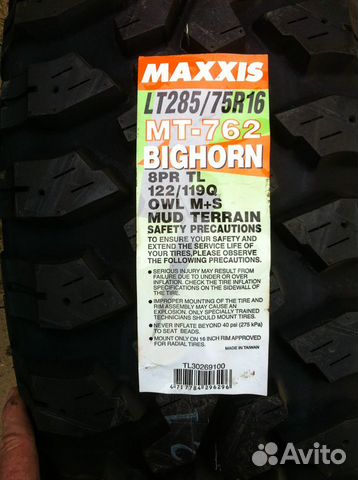 MAXXIS
LT285/75R16
MT-762
BIGHORN
8PR TL
122/119Q
OWL M+S
MUD TERRAIN
SAFETY PRECAUTIONS
TO ENSURE YOUR SAFETY AND
EXTEND THE SERVICE LIFE OF
YOUR TIRES,PLEASE OBSERVE
THE FOLLOWING PRECAUTIONS.
● SERIOUS INJURY MAY RESULT FROM
FAILURE DUE TO UNDER OR OVER
INFLATION. CHECK THE TIRE INFLATION
SPECIFICATIONS ON THE SIDEWALL OF
THE TIRE.
● IMPROPER MOUNTING OF THE TIRE AND
RIM ASSEMBLY MAY CAUSE AN
EXPLOSION. ONLY SPECIALLY TRAINED
TECHNICIANS SHOULD MOUNT TIRES.
● NEVER INFLATE BEYOND 40 psi (275 kPa)
TO SEAT BEADS.
● MOUNT ONLY ON 16 INCH RIM APPROVED
FOR RADIAL TIRES.
MADE IN TAIWAN
TL30269100
4 717784 296296
Avito